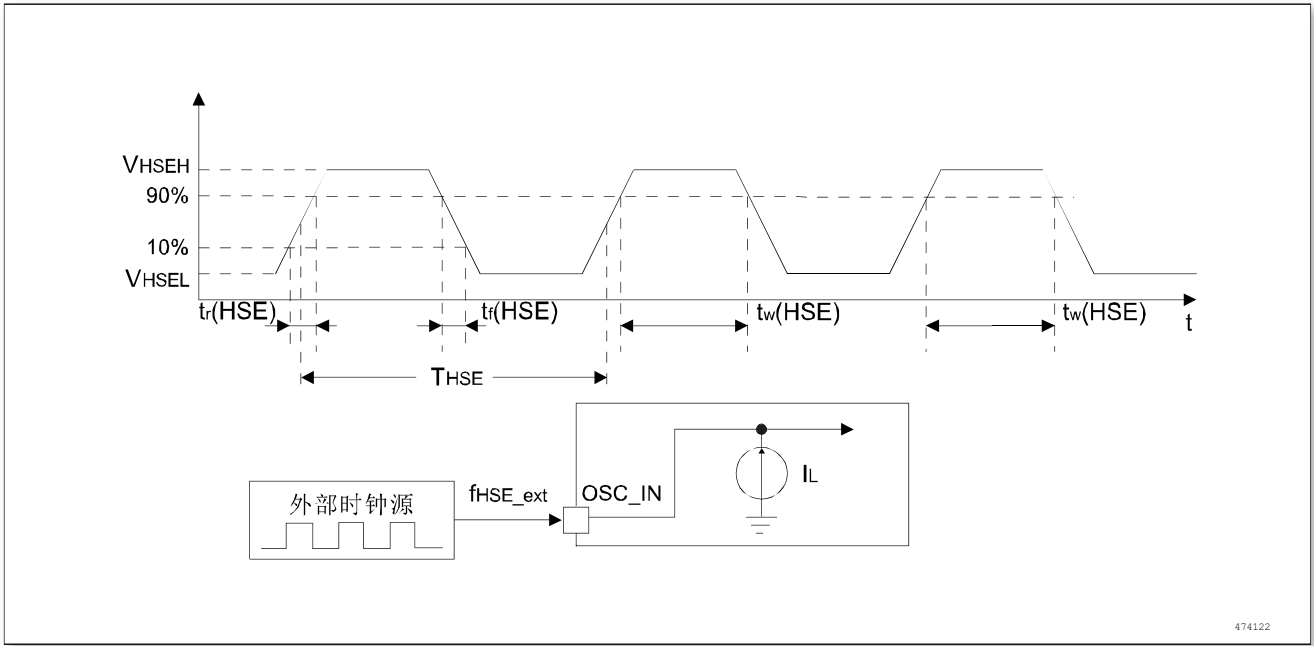 VHSEH
90%
10%
VHSEL
tr(HSE)
tf(HSE)
tw(HSE)
tw(HSE)
t
THSE
外部时钟源
fHSE_ext
OSC_IN
IL
474122